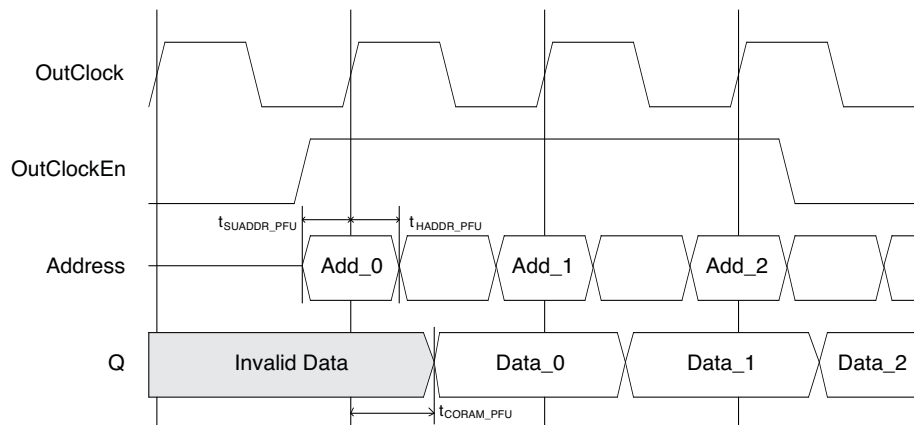 OutClock
OutClockEn
tSUADDR_PFU tHADDR_PFU
Address Add_0 Add_1 Add_2
Q Invalid Data Data_0 Data_1 Data_2
tCORAM_PFU